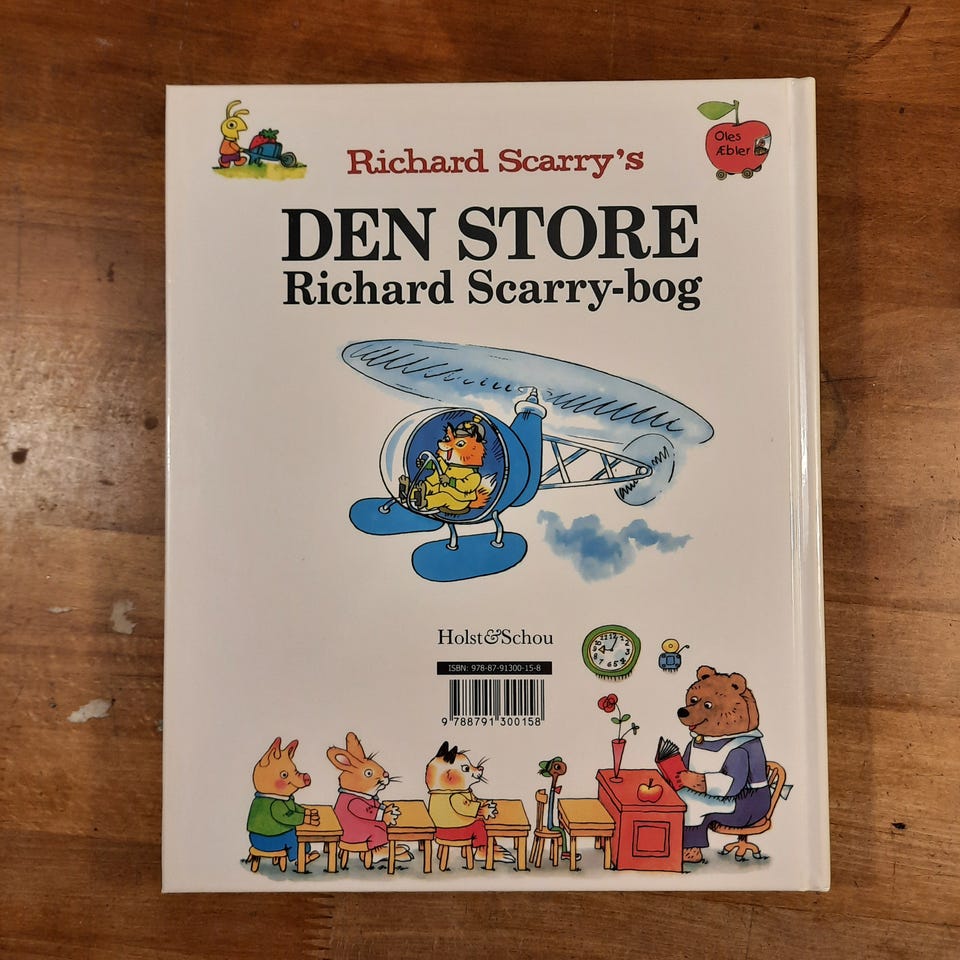 Oles
Æbler
Richard Scarry's
DEN STORE
Richard Scarry-bog
Holst&Schou
ISBN: 978-87-91300-15-8
9 788791 300158